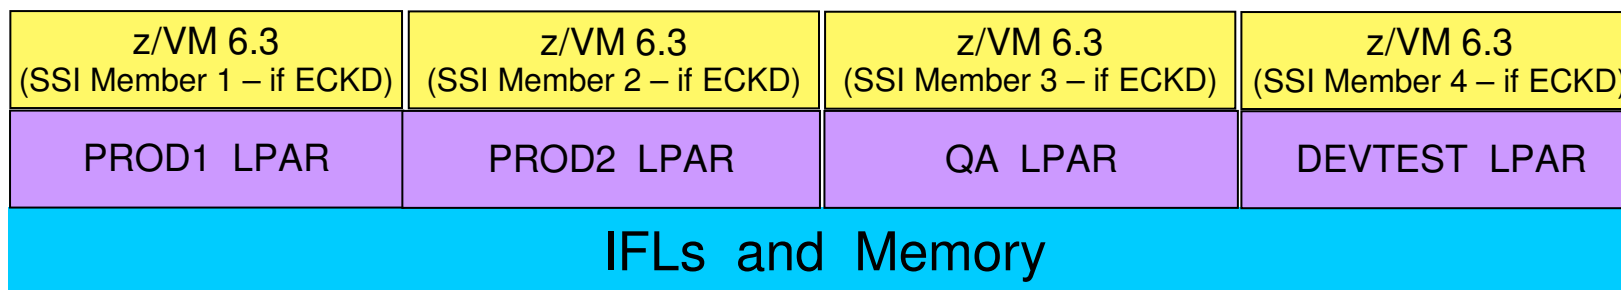 z/VM 6.3
(SSI Member 1 – if ECKD)
z/VM 6.3
(SSI Member 2 – if ECKD)
z/VM 6.3
(SSI Member 3 – if ECKD)
z/VM 6.3
(SSI Member 4 – if ECKD)
PROD1 LPAR
PROD2 LPAR
QA LPAR
DEVTEST LPAR
IFLs and Memory